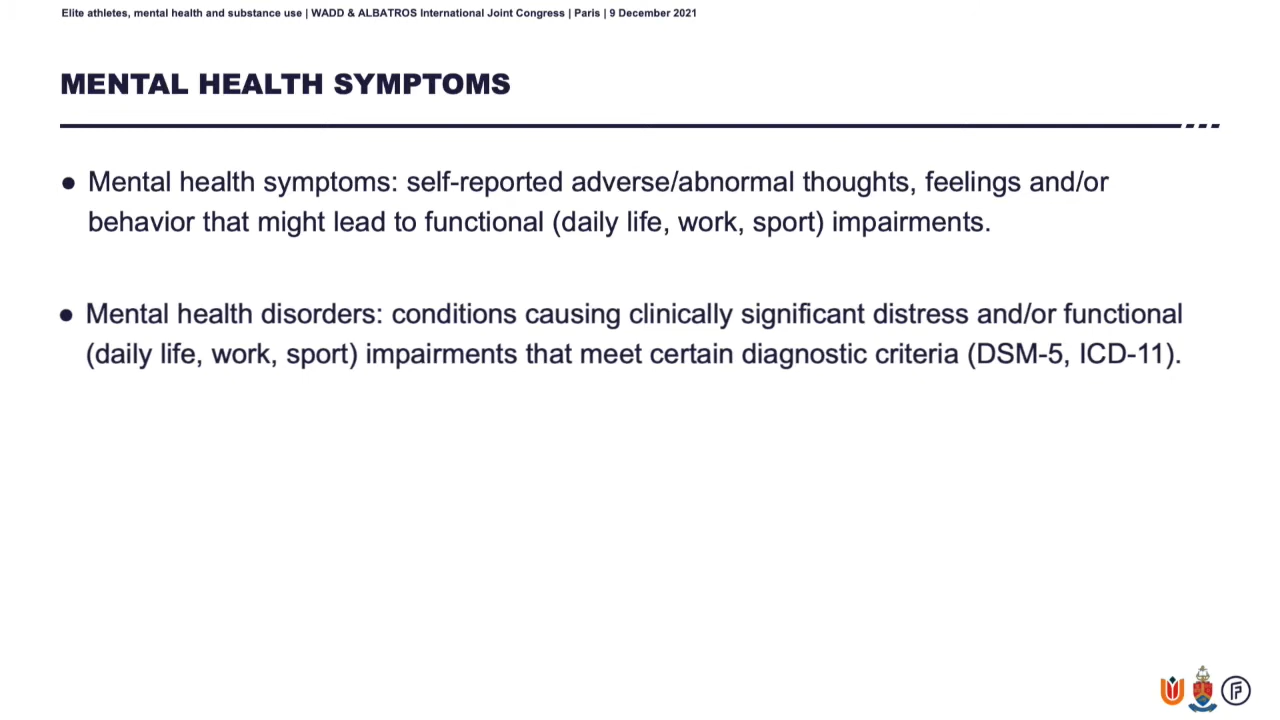 Elite athletes, mental health and substance use | WADD & ALBATROS International Joint Congress | Paris | 9 December 2021
MENTAL HEALTH SYMPTOMS
● Mental health symptoms: self-reported adverse/abnormal thoughts, feelings and/or
behavior that might lead to functional (daily life, work, sport) impairments.
● Mental health disorders: conditions causing clinically significant distress and/or functional
(daily life, work, sport) impairments that meet certain diagnostic criteria (DSM-5, ICD-11).